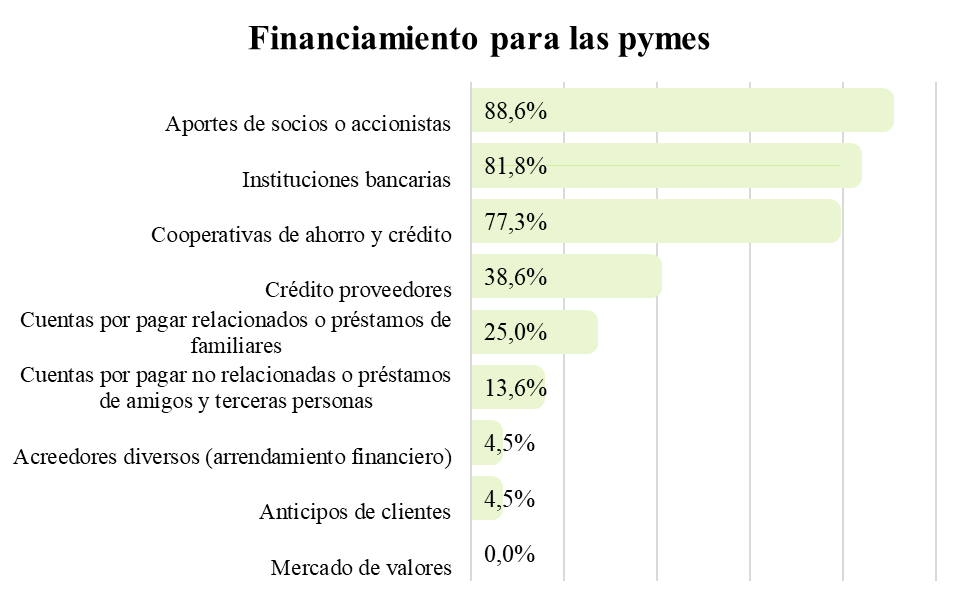 Financiamiento para las pymes
Aportes de socios o accionistas 88,6%
Instituciones bancarias 81,8%
Cooperativas de ahorro y crédito 77,3%
Crédito proveedores 38,6%
Cuentas por pagar relacionados o préstamos de
familiares 25,0%
Cuentas por pagar no relacionadas o préstamos
de amigos y terceras personas 13,6%
Acreedores diversos (arrendamiento financiero) 4,5%
Anticipos de clientes 4,5%
Mercado de valores 0,0%